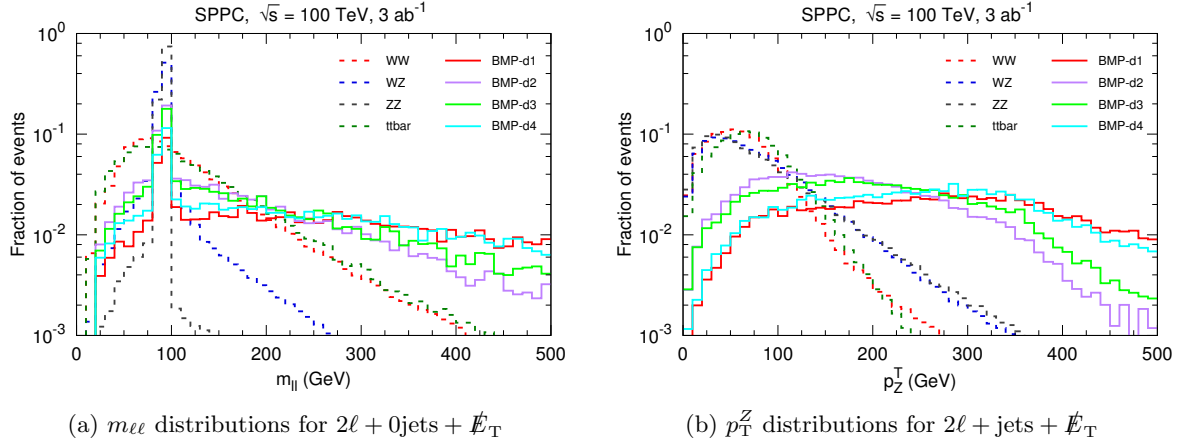 SPPC, √s = 100 TeV, 3 ab⁻¹
10⁰
10⁻¹
10⁻²
10⁻³
Fraction of events
WW
WZ
ZZ
ttbar
BMP-d1
BMP-d2
BMP-d3
BMP-d4
0 100 200 300 400 500
m_ll (GeV)
(a) m_ℓℓ distributions for 2ℓ + 0jets + E̸_T
SPPC, √s = 100 TeV, 3 ab⁻¹
10⁰
10⁻¹
10⁻²
10⁻³
Fraction of events
WW
WZ
ZZ
ttbar
BMP-d1
BMP-d2
BMP-d3
BMP-d4
0 100 200 300 400 500
p_Z^T (GeV)
(b) p_T^Z distributions for 2ℓ + jets + E̸_T